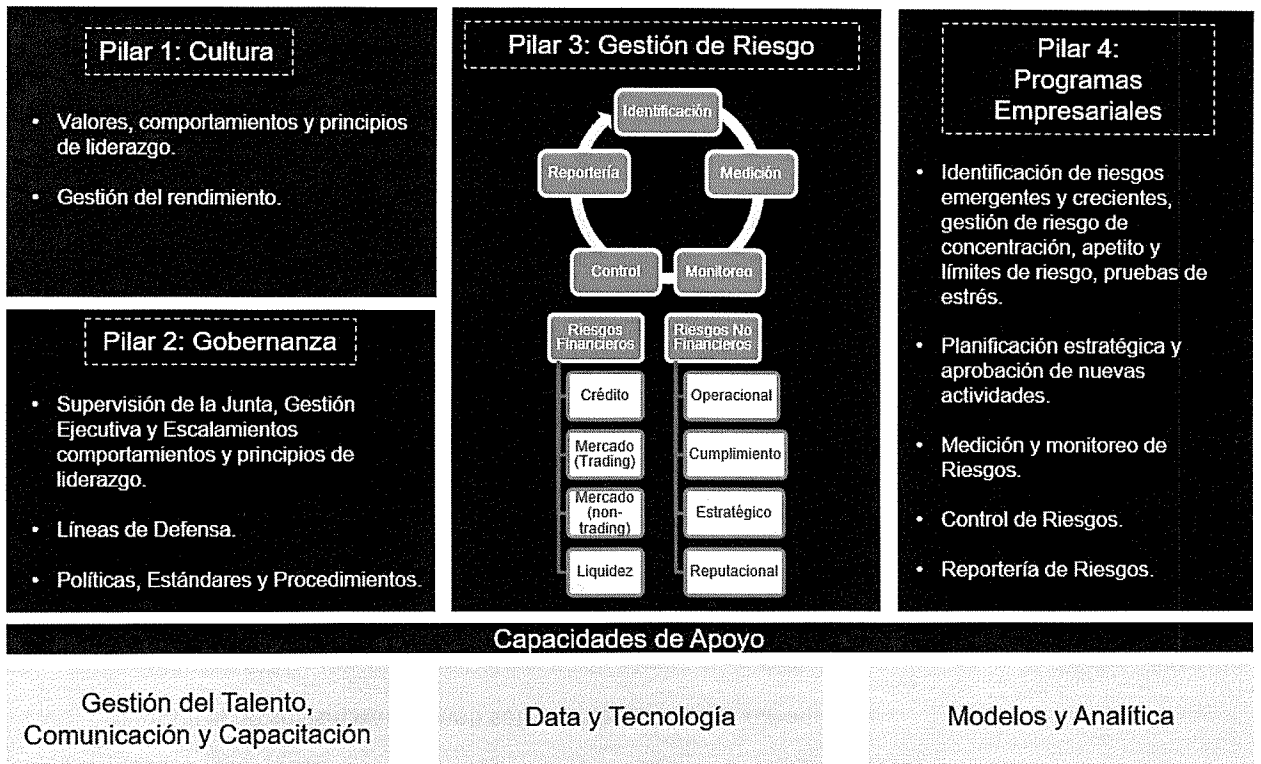 Pilar 1: Cultura
• Valores, comportamientos y principios
de liderazgo.
• Gestión del rendimiento.
Pilar 2: Gobernanza
• Supervisión de la Junta, Gestión
Ejecutiva y Escalamientos
comportamientos y principios de
liderazgo.
• Líneas de Defensa.
• Políticas, Estándares y Procedimientos.
Pilar 3: Gestión de Riesgo
Identificación
Medición
Monitoreo
Control
Reportería
Riesgos
Financieros
Crédito
Mercado
(Trading)
Mercado
(non-
trading)
Liquidez
Riesgos No
Financieros
Operacional
Cumplimiento
Estratégico
Reputacional
Pilar 4:
Programas
Empresariales
• Identificación de riesgos
emergentes y crecientes,
gestión de riesgo de
concentración, apetito y
límites de riesgo, pruebas de
estrés.
• Planificación estratégica y
aprobación de nuevas
actividades.
• Medición y monitoreo de
Riesgos.
• Control de Riesgos.
• Reportería de Riesgos.
Capacidades de Apoyo
Gestión del Talento,
Comunicación y Capacitación
Data y Tecnología
Modelos y Analítica